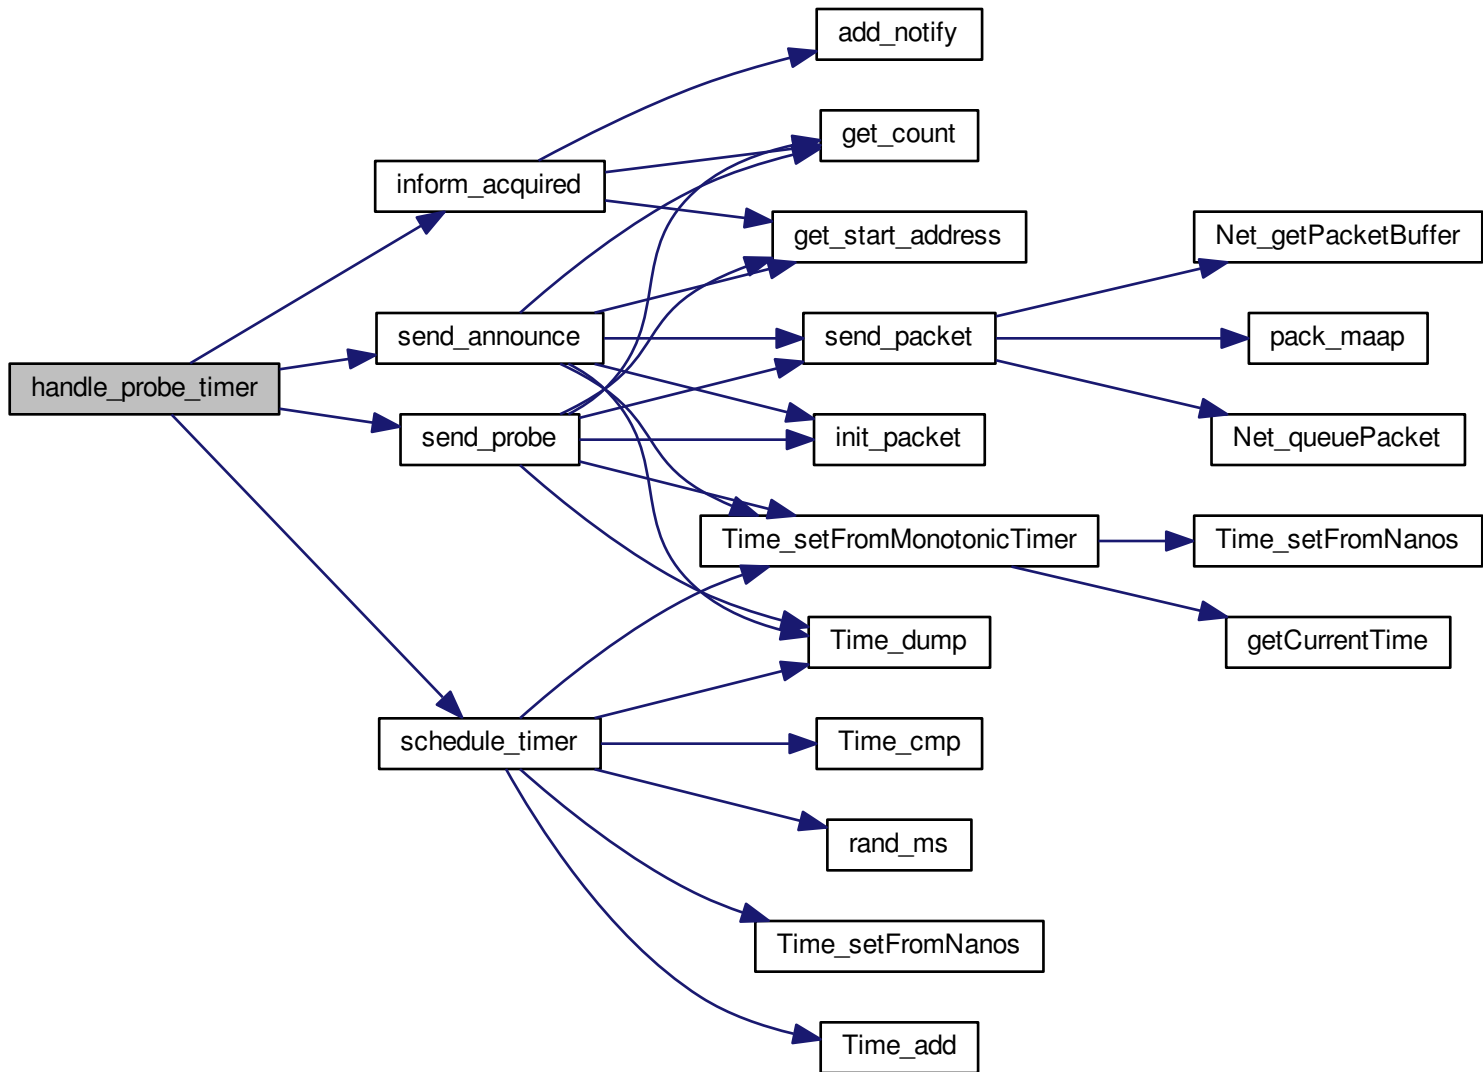 add_notify
get_count
inform_acquired
get_start_address
Net_getPacketBuffer
send_announce
send_packet
pack_maap
handle_probe_timer
send_probe
init_packet
Net_queuePacket
Time_setFromMonotonicTimer
Time_setFromNanos
Time_dump
getCurrentTime
schedule_timer
Time_cmp
rand_ms
Time_setFromNanos
Time_add